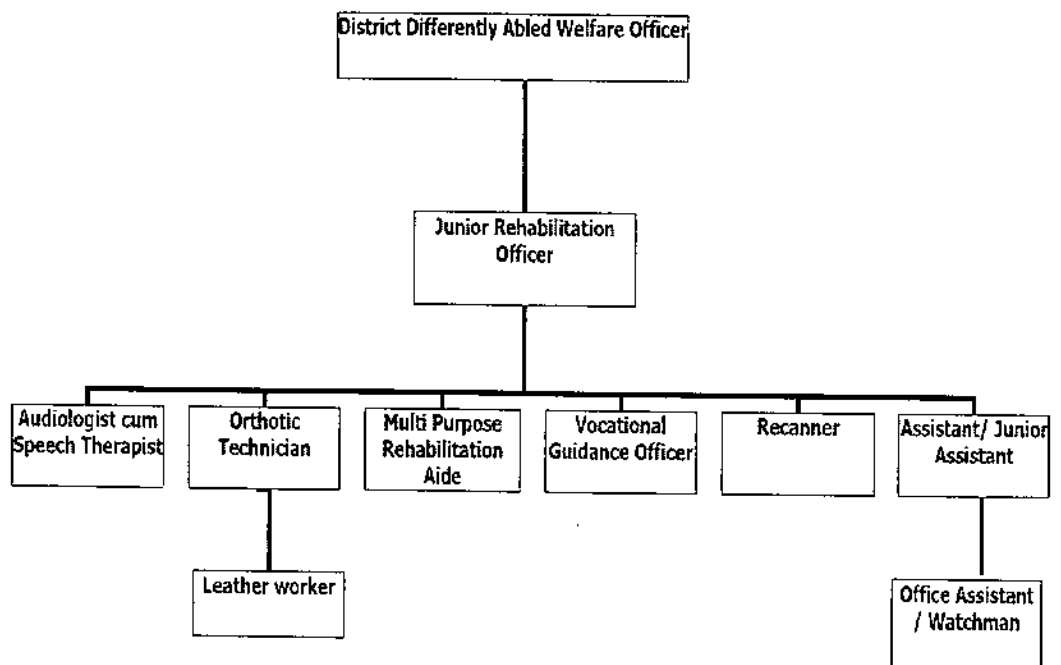 District Differently Abled Welfare Officer
Junior Rehabilitation
Officer
Audiologist cum
Speech Therapist
Orthotic
Technician
Multi Purpose
Rehabilitation
Aide
Vocational
Guidance Officer
Recanner
Assistant/ Junior
Assistant
Leather worker
Office Assistant
/ Watchman